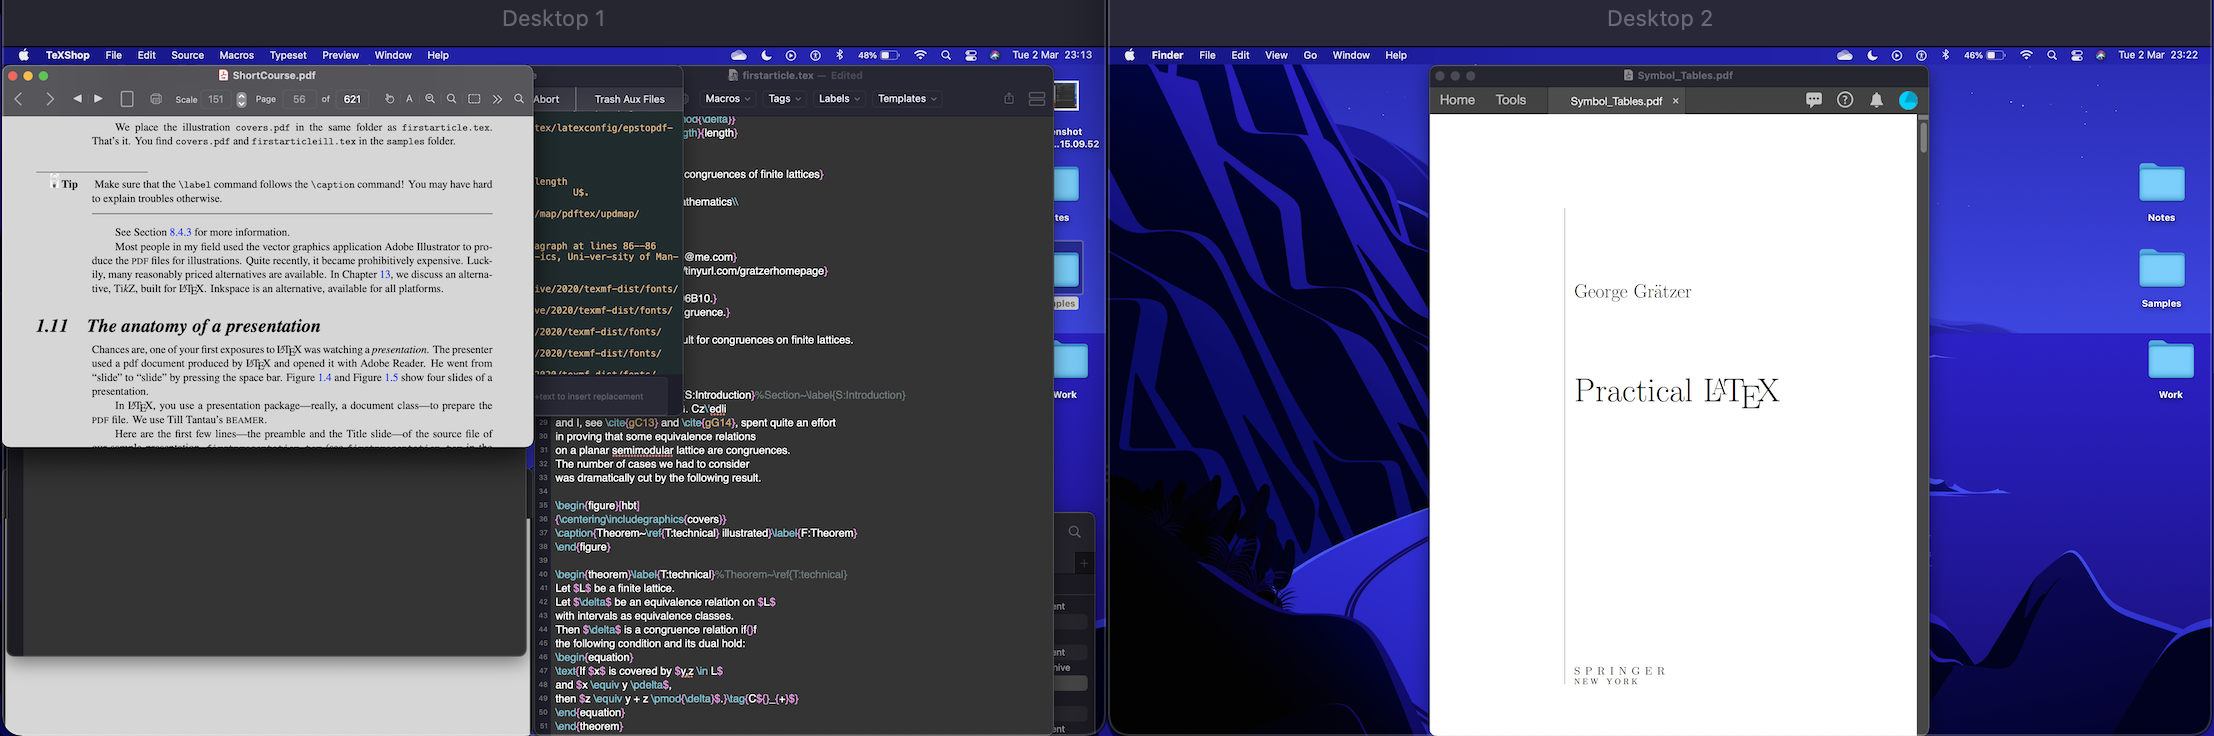 Desktop 1
TeXShop File Edit Source Macros Typeset Preview Window Help 48% Tue 2 Mar 23:13
ShortCourse.pdf
Scale 151 Page 56 of 621
We place the illustration covers.pdf in the same folder as firstarticle.tex.
That's it. You find covers.pdf and firstarticleill.tex in the samples folder.
Tip Make sure that the \label command follows the \caption command! You may have hard
to explain troubles otherwise.
See Section 8.4.3 for more information.
Most people in my field used the vector graphics application Adobe Illustrator to pro-
duce the PDF files for illustrations. Quite recently, it became prohibitively expensive. Luck-
ily, many reasonably priced alternatives are available. In Chapter 13, we discuss an alterna-
tive, TikZ, built for LATEX. Inkspace is an alternative, available for all platforms.
1.11 The anatomy of a presentation
Chances are, one of your first exposures to LATEX was watching a presentation. The presenter
used a pdf document produced by LATEX and opened it with Adobe Reader. He went from
“slide” to “slide” by pressing the space bar. Figure 1.4 and Figure 1.5 show four slides of a
presentation.
In LATEX, you use a presentation package—really, a document class—to prepare the
PDF file. We use Till Tantau's BEAMER.
Here are the first few lines—the preamble and the Title slide—of the source file of
e
Abort Trash Aux Files
tex/latexconfig/epstopdf-
length
U$.
/map/pdftex/updmap/
agraph at lines 86--86
-ics, Uni-ver-sity of Man-
ive/2020/texmf-dist/fonts/
ve/2020/texmf-dist/fonts/
/2020/texmf-dist/fonts/
/2020/texmf-dist/fonts/
+text to insert replacement
firstarticle.tex — Edited
Macros Tags Labels Templates
od{\delta}}
gth}{length}
congruences of finite lattices}
thematics\\
@me.com}
/tinyurl.com/gratzerhomepage}
06B10.}
gruence.}
ult for congruences on finite lattices.
S:Introduction}%Section~\label{S:Introduction}
. Cz\'edli
29 and I, see \cite{gC13} and \cite{gG14}, spent quite an effort
30 in proving that some equivalence relations
31 on a planar semimodular lattice are congruences.
32 The number of cases we had to consider
33 was dramatically cut by the following result.
34
35 \begin{figure}[hbt]
36 {\centering\includegraphics{covers}}
37 \caption{Theorem~\ref{T:technical} illustrated}\label{F:Theorem}
38 \end{figure}
39
40 \begin{theorem}\label{T:technical}%Theorem~\ref{T:technical}
41 Let $L$ be a finite lattice.
42 Let $\delta$ be an equivalence relation on $L$
43 with intervals as equivalence classes.
44 Then $\delta$ is a congruence relation if{}f
45 the following condition and its dual hold:
46 \begin{equation}
47 \text{If $x$ is covered by $y,z \in L$
48 and $x \equiv y \pdelta$,
49 then $z \equiv y + z \pmod{\delta}$.}\tag{C${}_{+}$}
50 \end{equation}
51 \end{theorem}
enshot
...15.09.52
tes
ples
Work
ent
ent
hive
ent
ent
Desktop 2
Finder File Edit View Go Window Help 46% Tue 2 Mar 23:22
Symbol_Tables.pdf
Home Tools Symbol_Tables.pdf ×
George Grätzer
Practical LATEX
SPRINGER
NEW YORK
Notes
Samples
Work